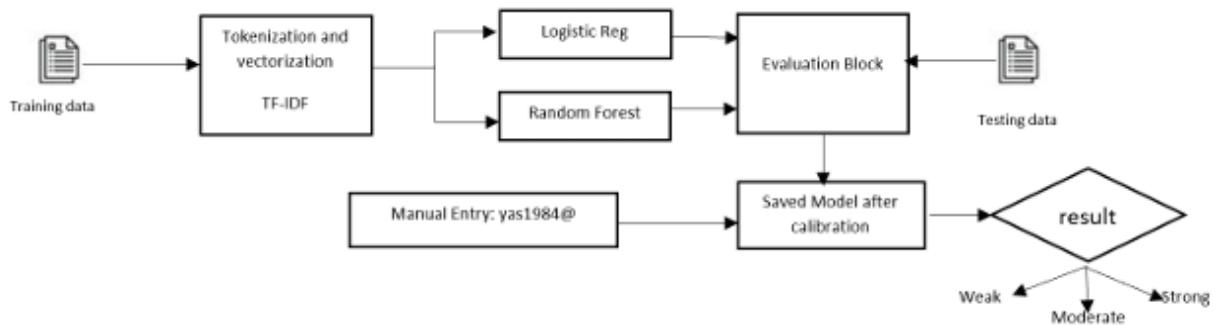 Training data
Tokenization and
vectorization
TF-IDF
Logistic Reg
Random Forest
Evaluation Block
Testing data
Manual Entry: yas1984@
Saved Model after
calibration
result
Weak
Moderate
Strong